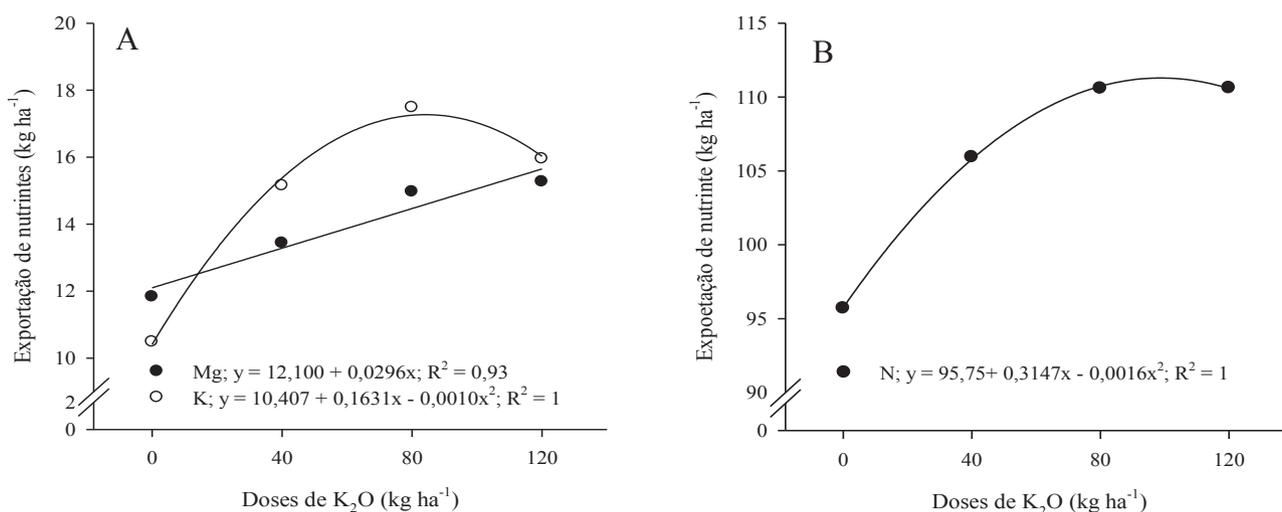 A
Exportação de nutrintes (kg ha⁻¹)
20
18
16
14
12
10
2
0
Mg; y = 12,100 + 0,0296x; R² = 0,93
K; y = 10,407 + 0,1631x - 0,0010x²; R² = 1
0 40 80 120
Doses de K₂O (kg ha⁻¹)
B
Expoetação de nutrinte (kg ha⁻¹)
115
110
105
100
95
90
0
N; y = 95,75+ 0,3147x - 0,0016x²; R² = 1
0 40 80 120
Doses de K₂O (kg ha⁻¹)